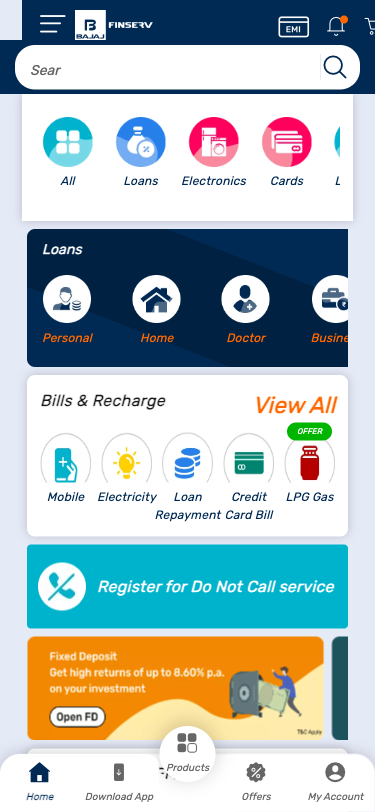 BAJAJ
FINSERV
EMI
Sear
All
Loans
Electronics
Cards
Loans
Personal
Home
Doctor
Busine
Bills & Recharge
View All
OFFER
Mobile
Electricity
Loan Repayment
Credit Card Bill
LPG Gas
Register for Do Not Call service
Fixed Deposit
Get high returns of up to 8.60% p.a.
on your investment
Open FD
T&C Apply
Home
Download App
Products
Offers
My Account